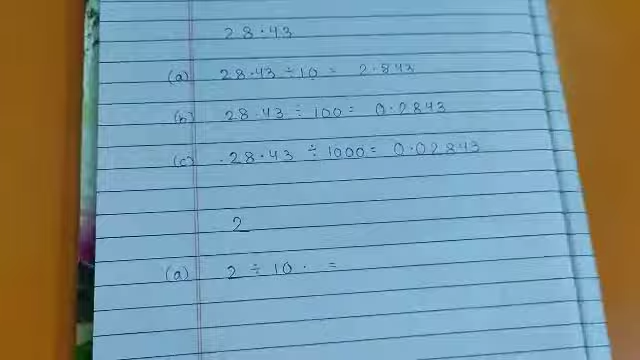 28.43
(a) 28.43 ÷ 10 = 2.843
(b) 28.43 ÷ 100 = 0.2843
(c) .28.43 ÷ 1000 = 0.02843
2
(a) 2 ÷ 10 . =